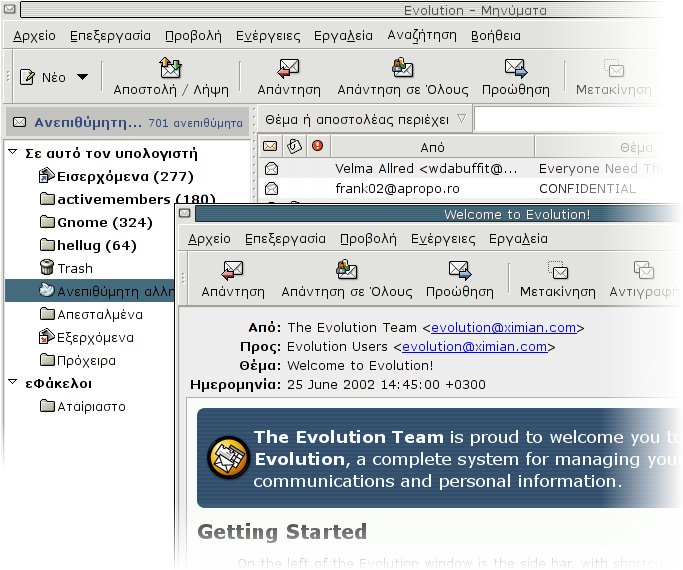 Evolution – Μηνύματα
Αρχείο Επεξεργασία Προβολή Ενέργειες Εργαλεία Αναζήτηση Βοήθεια
Νέο Αποστολή / Λήψη Απάντηση Απάντηση σε Όλους Προώθηση Μετακίνηση
Ανεπιθύμητη... 701 ανεπιθύμητα Θέμα ή αποστολέας περιέχει
Από Θέμα
Σε αυτό τον υπολογιστή
Velma Allred <wdabuffit@... Everyone Need
Εισερχόμενα (277)
frank02@apropo.ro CONFIDENTIAL
activemembers (180)
Gnome (324)
hellug (64)
Trash
Ανεπιθύμητη
Απεσταλμένα
Εξερχόμενα
Πρόχειρα
εΦάκελοι
Αταίριαστο
Welcome to Evolution!
Αρχείο Επεξεργασία Προβολή Ενέργειες Εργαλεία
Απάντηση Απάντηση σε Όλους Προώθηση Μετακίνηση Αντιγραφή
Από: The Evolution Team <evolution@ximian.com>
Προς: Evolution Users <evolution@ximian.com>
Θέμα: Welcome to Evolution!
Ημερομηνία: 25 June 2002 14:45:00 +0300
The Evolution Team is proud to welcome you to
Evolution, a complete system for managing your
communications and personal information.
Getting Started
On the left of the Evolution window is the side bar, with shortcut